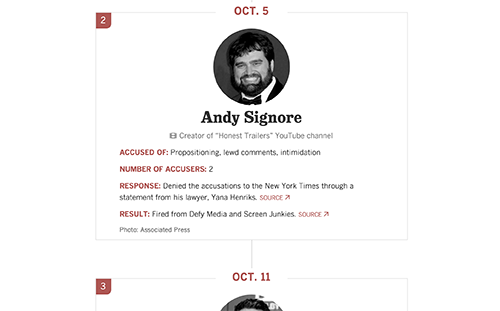 OCT. 5
2
Andy Signore
Creator of “Honest Trailers” YouTube channel
ACCUSED OF: Propositioning, lewd comments, intimidation
NUMBER OF ACCUSERS: 2
RESPONSE: Denied the accusations to the New York Times through a
statement from his lawyer, Yana Henriks. SOURCE
RESULT: Fired from Defy Media and Screen Junkies. SOURCE
Photo: Associated Press
OCT. 11
3